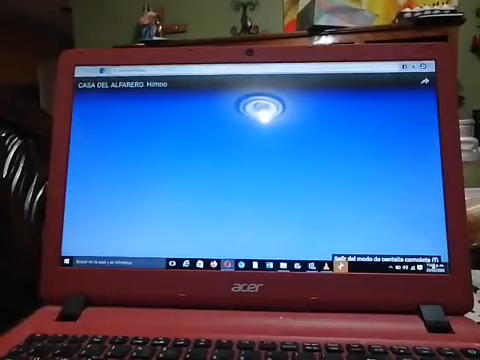 CASA DEL ALFARERO. Himno
Salir del modo de pantalla completa (f)
Buscar en la web y en Windows
acer